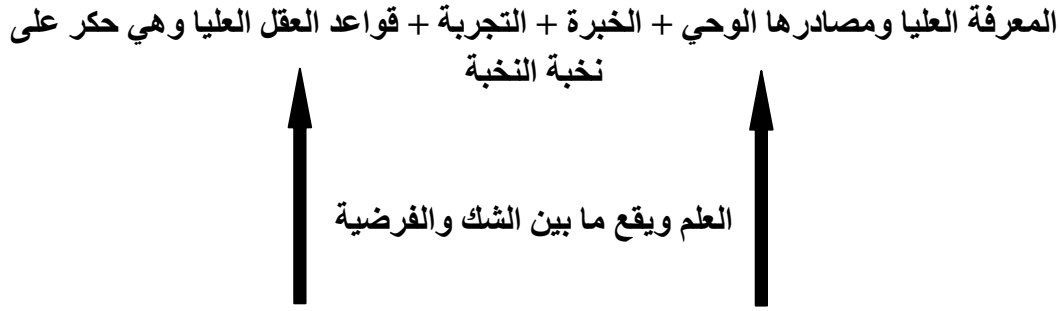 المعرفة العليا ومصادرها الوحي + الخبرة + التجربة + قواعد العقل العليا وهي حكر على
نخبة النخبة
العلم ويقع ما بين الشك والفرضية